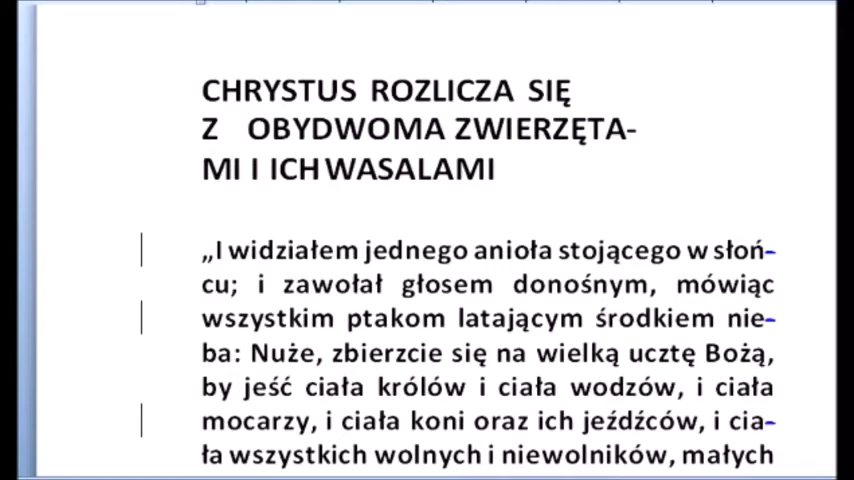 CHRYSTUS ROZLICZA SIĘ
Z OBYDWOMA ZWIERZĘTA-
MI I ICH WASALAMI
„I widziałem jednego anioła stojącego w słoń-
cu; i zawołał głosem donośnym, mówiąc
wszystkim ptakom latającym środkiem nie-
ba: Nuże, zbierzcie się na wielką ucztę Bożą,
by jeść ciała królów i ciała wodzów, i ciała
mocarzy, i ciała koni oraz ich jeźdźców, i cia-
ła wszystkich wolnych i niewolników, małych